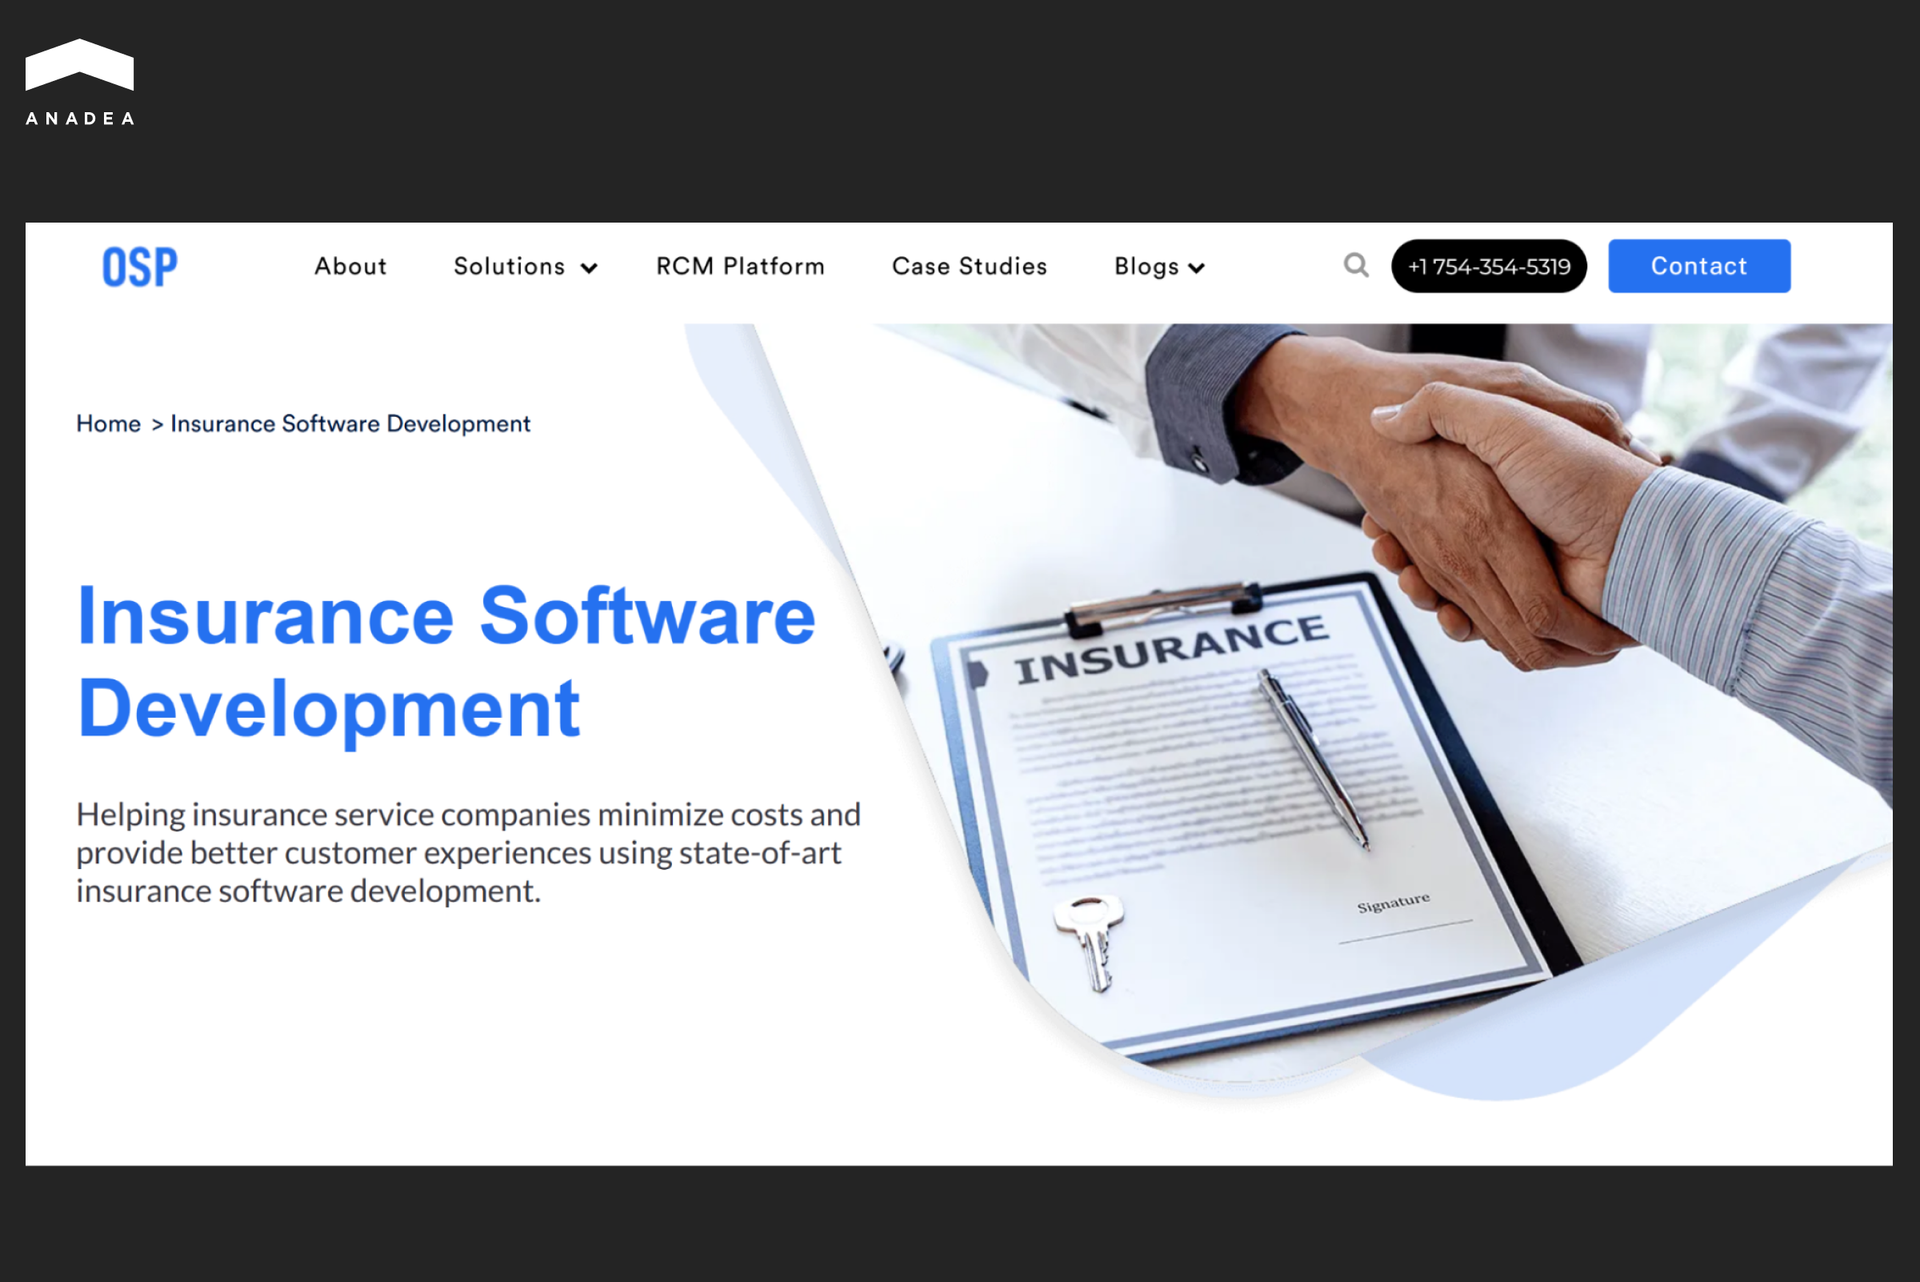 ANADEA
OSP
About
Solutions
RCM Platform
Case Studies
Blogs
+1 754-354-5319
Contact
Home > Insurance Software Development
Insurance Software
Development
Helping insurance service companies minimize costs and
provide better customer experiences using state-of-art
insurance software development.
INSURANCE
Signature